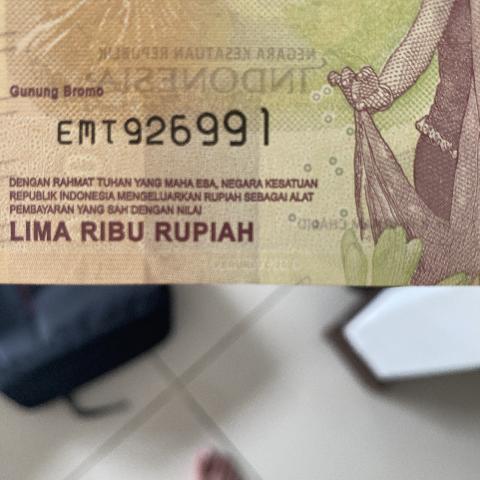 NEGARA KESATUAN REPUBLIK
INDONESIA
Gunung Bromo
EMT926991
DENGAN RAHMAT TUHAN YANG MAHA ESA, NEGARA KESATUAN
REPUBLIK INDONESIA MENGELUARKAN RUPIAH SEBAGAI ALAT
PEMBAYARAN YANG SAH DENGAN NILAI
LIMA RIBU RUPIAH